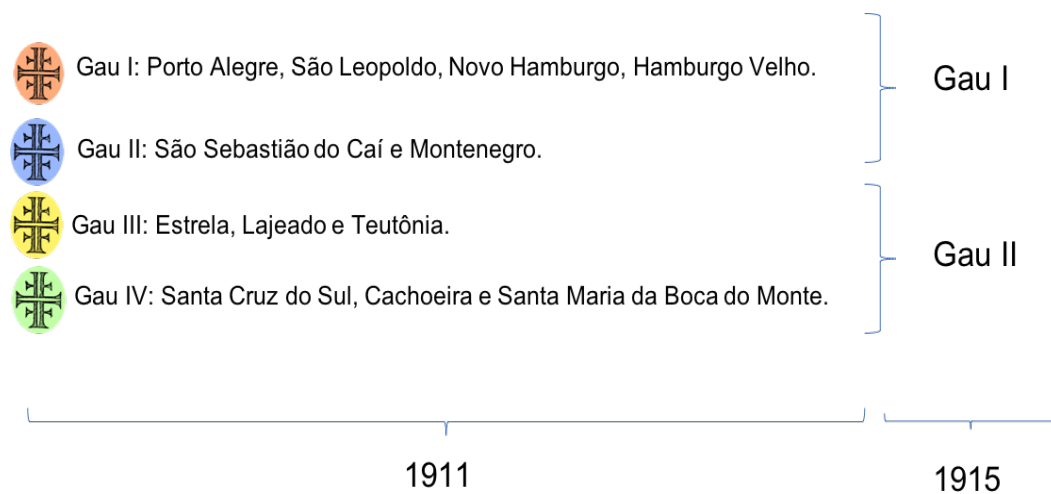 Gau I: Porto Alegre, São Leopoldo, Novo Hamburgo, Hamburgo Velho.
Gau II: São Sebastião do Caí e Montenegro.
Gau III: Estrela, Lajeado e Teutônia.
Gau IV: Santa Cruz do Sul, Cachoeira e Santa Maria da Boca do Monte.
Gau I
Gau II
1911
1915